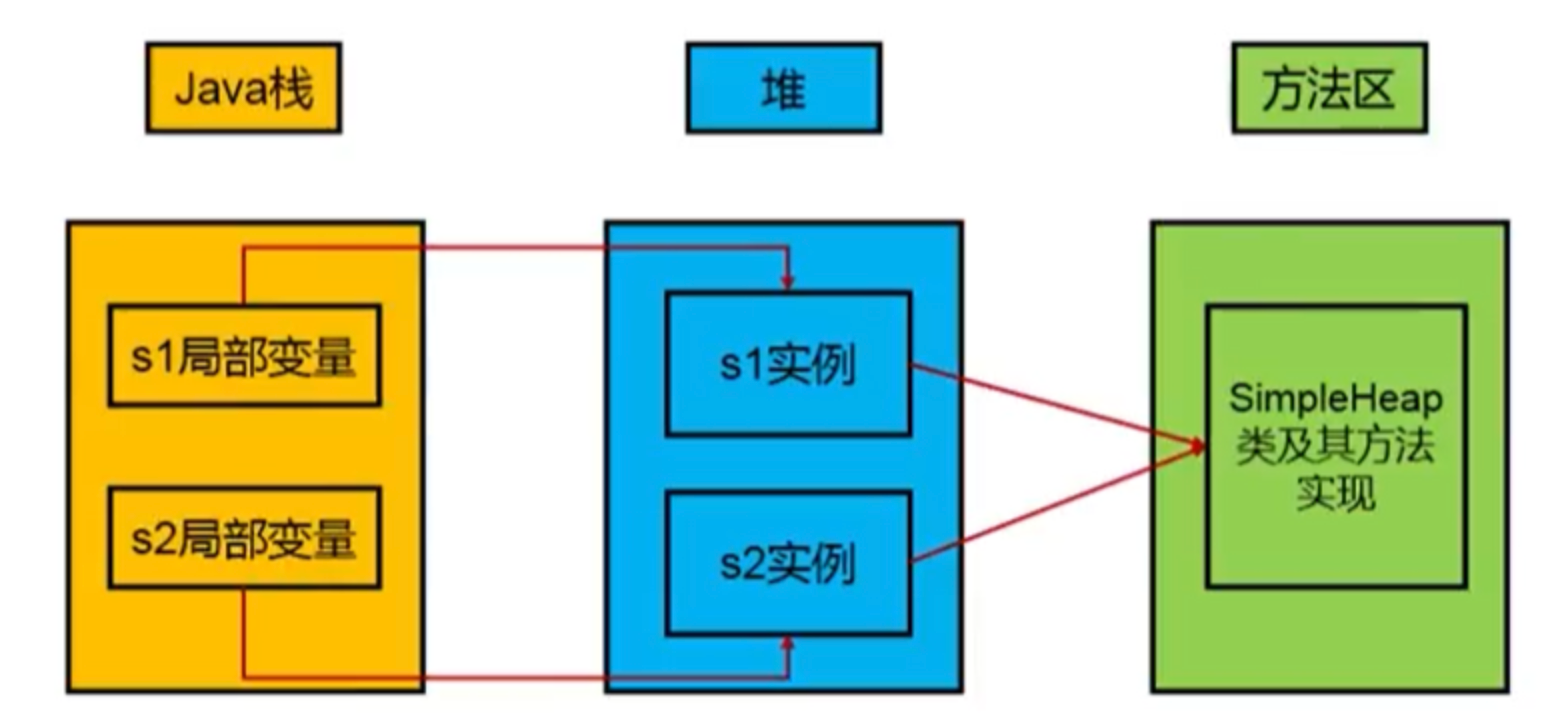 Java栈
堆
方法区
s1局部变量
s1实例
SimpleHeap
类及其方法
实现
s2局部变量
s2实例